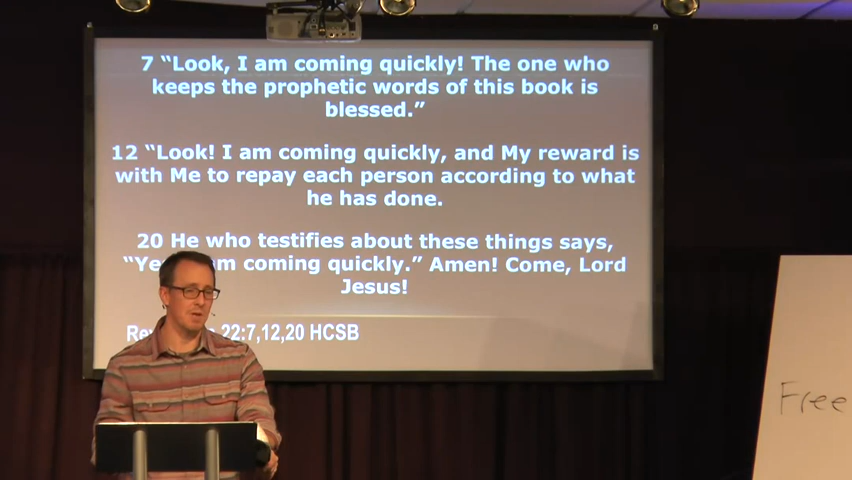 7 “Look, I am coming quickly! The one who
keeps the prophetic words of this book is
blessed.”
12 “Look! I am coming quickly, and My reward is
with Me to repay each person according to what
he has done.
20 He who testifies about these things says,
am coming quickly.” Amen! Come, Lord
Jesus!
22:7,12,20 HCSB
Free